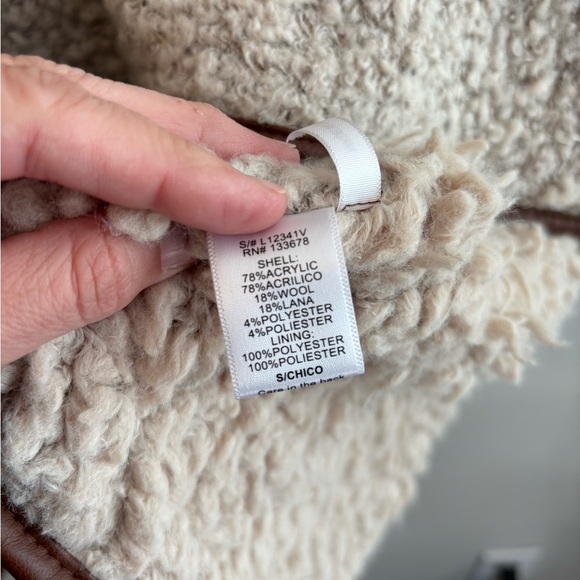 S/# L12341V
RN# 133678
SHELL:
78%ACRYLIC
78%ACRILICO
18%WOOL
18%LANA
4%POLYESTER
4%POLIESTER
LINING:
100%POLYESTER
100%POLIESTER
S/CHICO
Care in the back